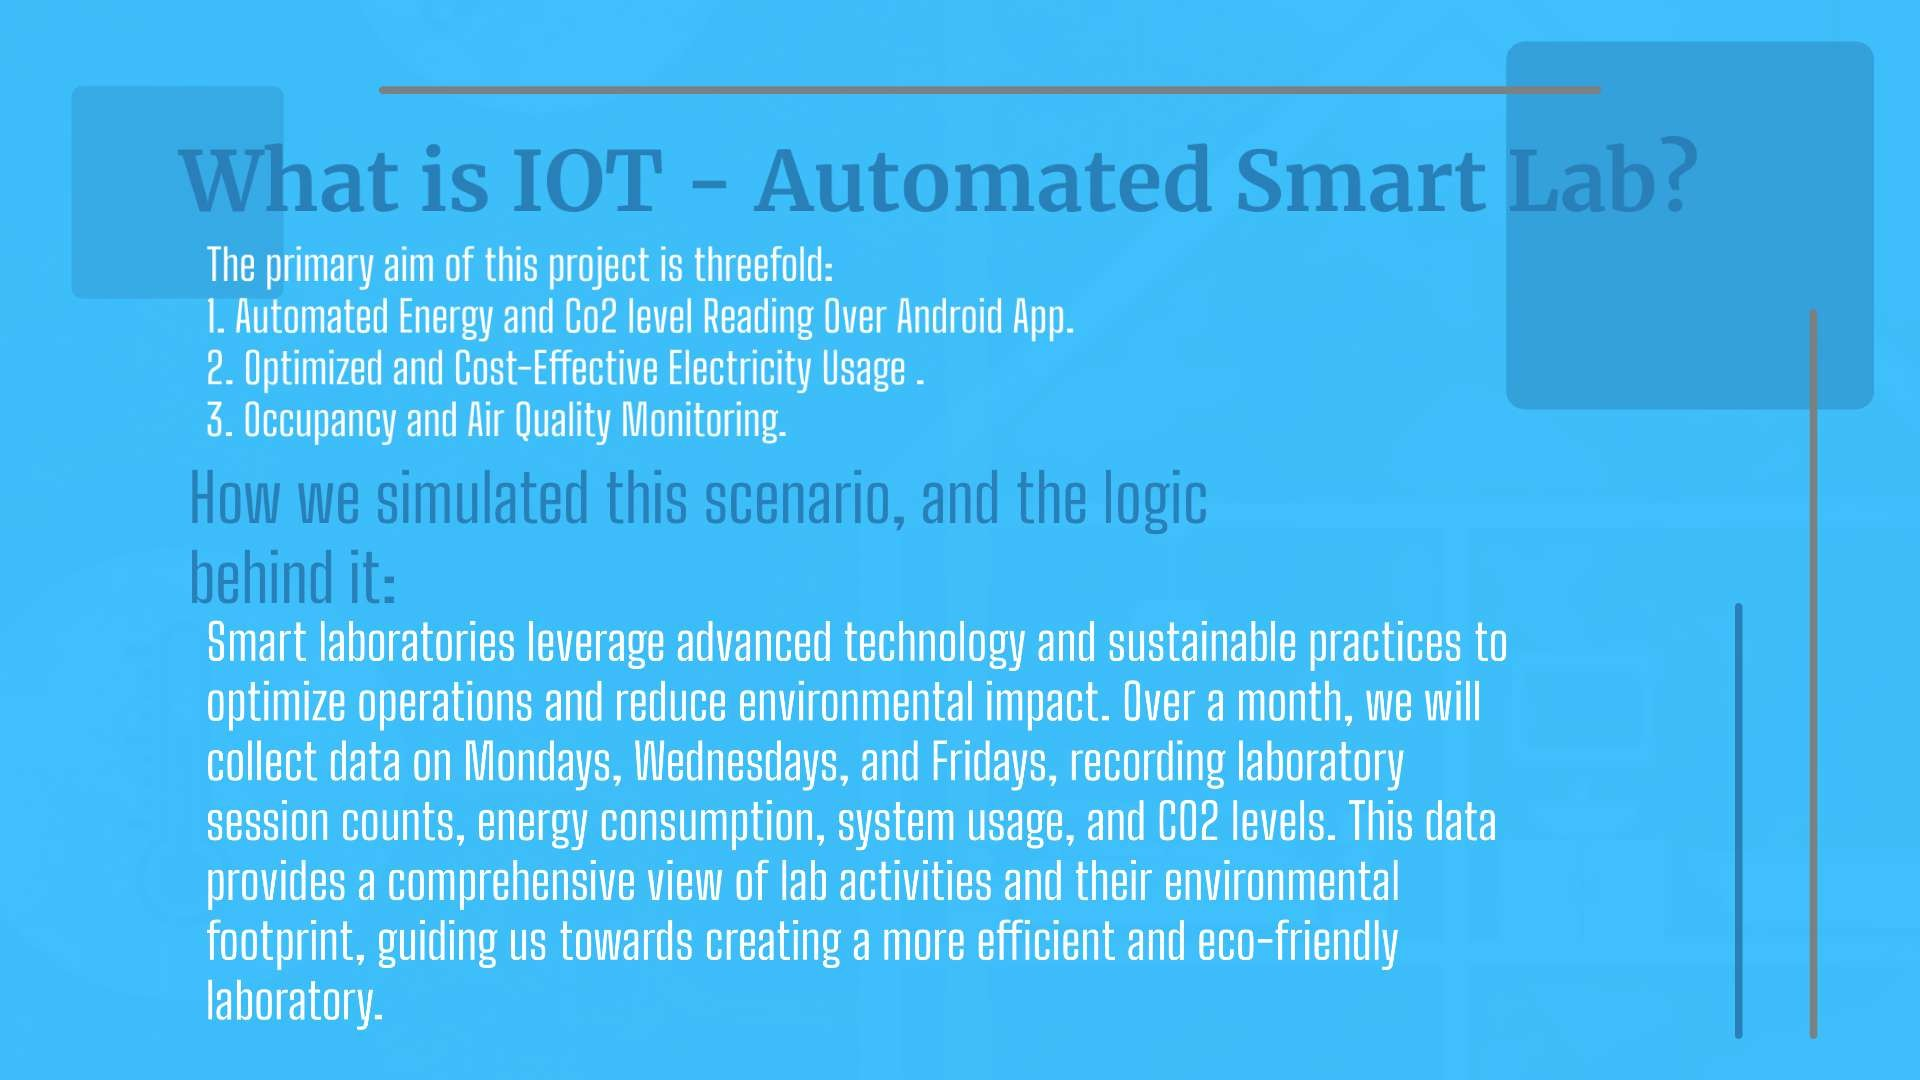 What is IOT - Automated Smart Lab?
The primary aim of this project is threefold:
1. Automated Energy and Co2 level Reading Over Android App.
2. Optimized and Cost-Effective Electricity Usage .
3. Occupancy and Air Quality Monitoring.
How we simulated this scenario, and the logic
behind it:
Smart laboratories leverage advanced technology and sustainable practices to
optimize operations and reduce environmental impact. Over a month, we will
collect data on Mondays, Wednesdays, and Fridays, recording laboratory
session counts, energy consumption, system usage, and CO2 levels. This data
provides a comprehensive view of lab activities and their environmental
footprint, guiding us towards creating a more efficient and eco-friendly
laboratory.